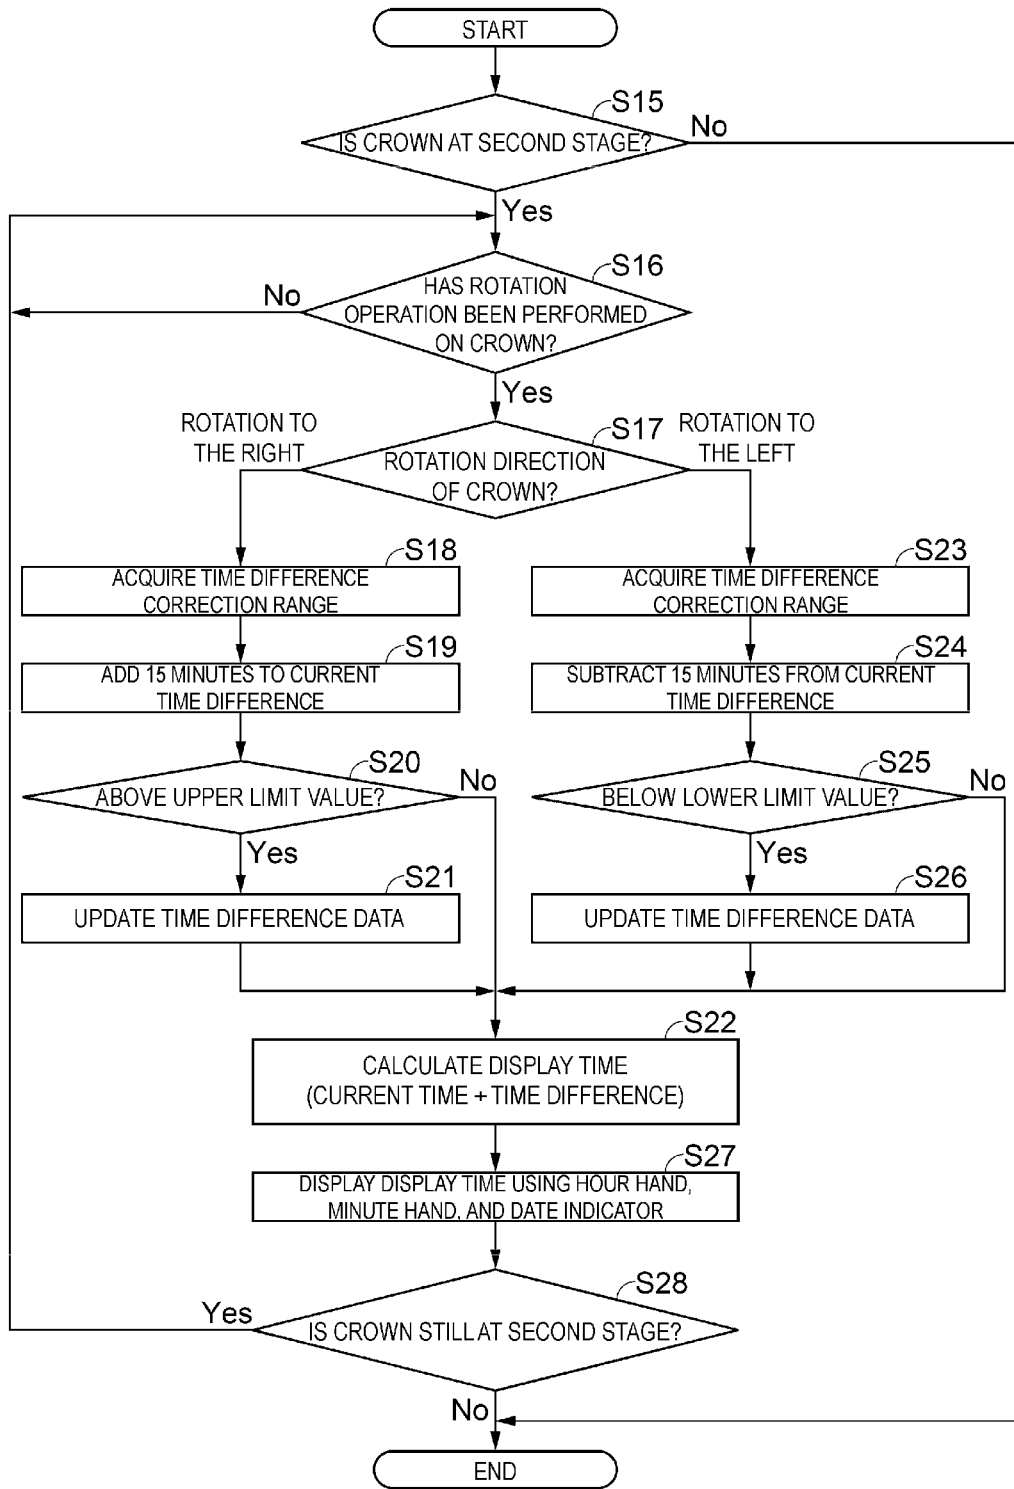 START
S15
IS CROWN AT SECOND STAGE?
No
Yes
S16
HAS ROTATION
OPERATION BEEN PERFORMED
ON CROWN?
No
Yes
S17
ROTATION DIRECTION
OF CROWN?
ROTATION TO
THE RIGHT
ROTATION TO
THE LEFT
S18
ACQUIRE TIME DIFFERENCE
CORRECTION RANGE
S23
ACQUIRE TIME DIFFERENCE
CORRECTION RANGE
S19
ADD 15 MINUTES TO CURRENT
TIME DIFFERENCE
S24
SUBTRACT 15 MINUTES FROM CURRENT
TIME DIFFERENCE
S20
ABOVE UPPER LIMIT VALUE?
No
Yes
S25
BELOW LOWER LIMIT VALUE?
No
Yes
S21
UPDATE TIME DIFFERENCE DATA
S26
UPDATE TIME DIFFERENCE DATA
S22
CALCULATE DISPLAY TIME
(CURRENT TIME + TIME DIFFERENCE)
S27
DISPLAY DISPLAY TIME USING HOUR HAND,
MINUTE HAND, AND DATE INDICATOR
S28
IS CROWN STILL AT SECOND STAGE?
Yes
No
END